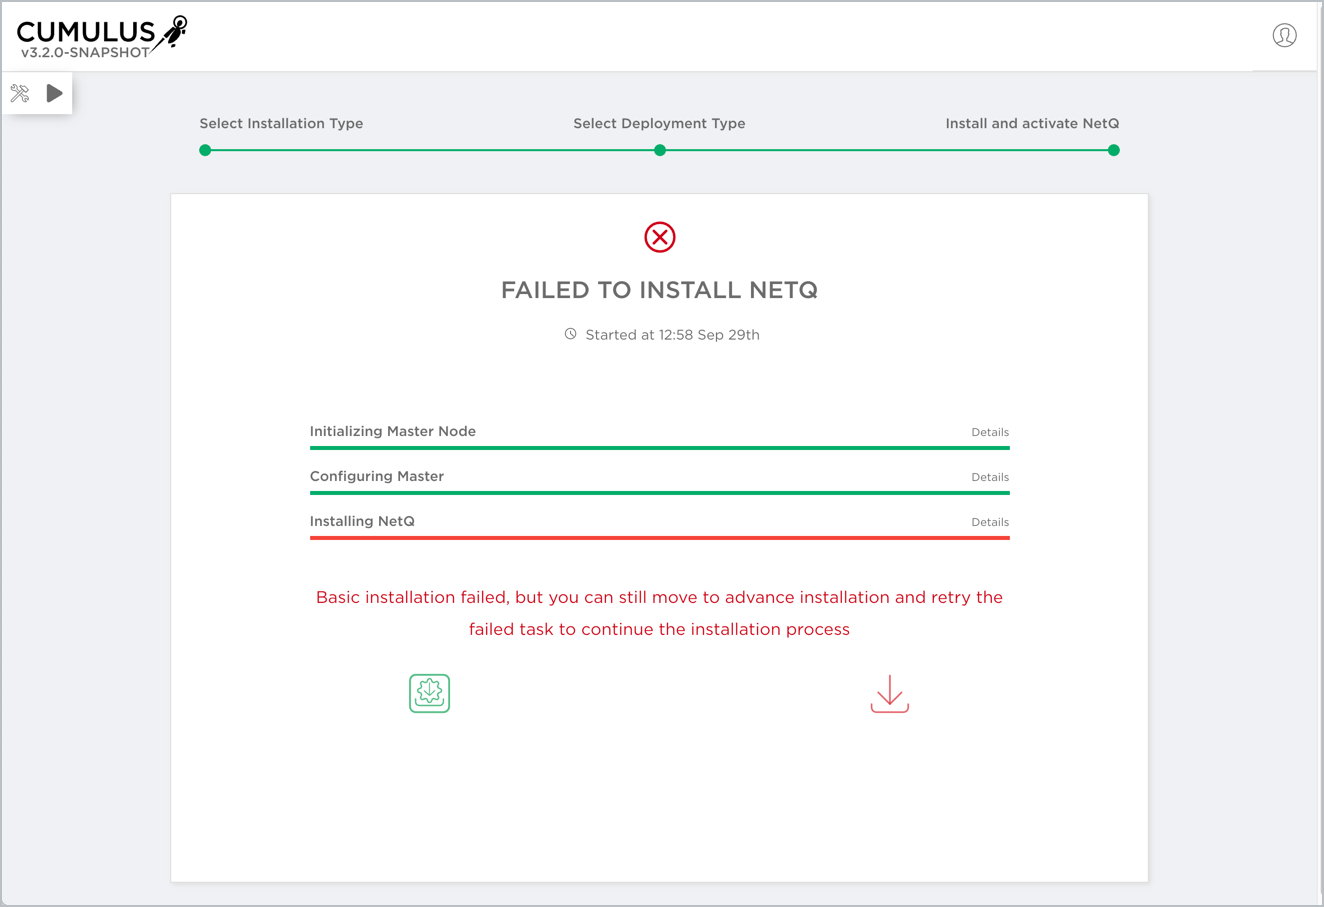 CUMULUS
v3.2.0-SNAPSHOT
Select Installation Type
Select Deployment Type
Install and activate NetQ
FAILED TO INSTALL NETQ
Started at 12:58 Sep 29th
Initializing Master Node Details
Configuring Master Details
Installing NetQ Details
Basic installation failed, but you can still move to advance installation and retry the
failed task to continue the installation process